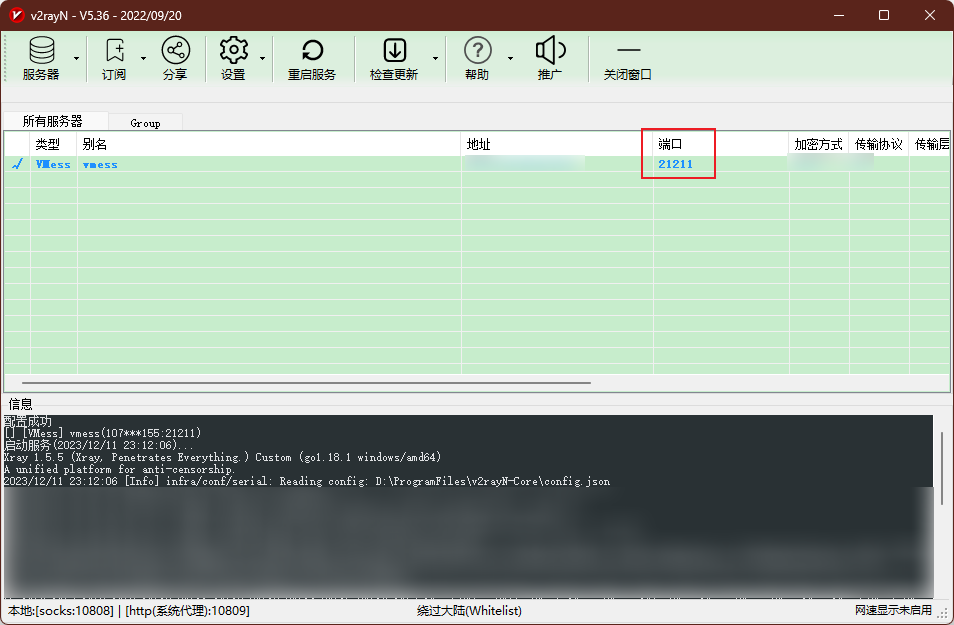 v2rayN - V5.36 - 2022/09/20
服务器 订阅 分享 设置 重启服务 检查更新 帮助 推广 关闭窗口
所有服务器 Group
类型 别名 地址 端口 加密方式 传输协议 传输层
VMess vmess 21211
信息
配置成功
[] [VMess] vmess(107***155:21211)
启动服务(2023/12/11 23:12:06)...
Xray 1.5.5 (Xray, Penetrates Everything.) Custom (go1.18.1 windows/amd64)
A unified platform for anti-censorship.
2023/12/11 23:12:06 [Info] infra/conf/serial: Reading config: D:\ProgramFiles\v2rayN-Core\config.json
本地:[socks:10808] | [http(系统代理):10809] 绕过大陆(Whitelist) 网速显示未启用